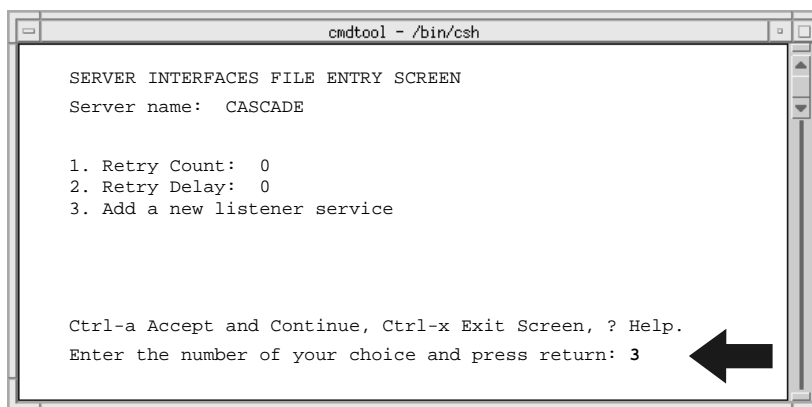 cmdtool - /bin/csh
SERVER INTERFACES FILE ENTRY SCREEN
Server name:  CASCADE
1. Retry Count:  0
2. Retry Delay:  0
3. Add a new listener service
Ctrl-a Accept and Continue, Ctrl-x Exit Screen, ? Help.
Enter the number of your choice and press return: 3